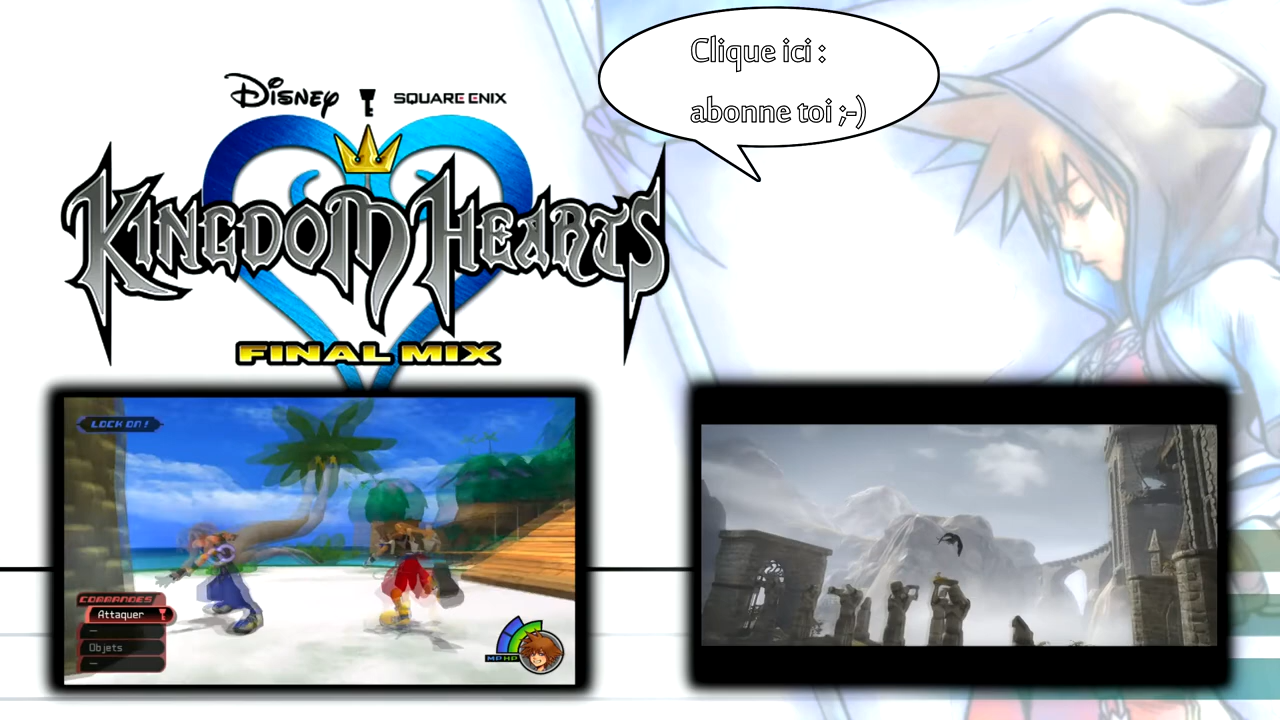 Clique ici :
abonne toi ;-)
Disney SQUARE ENIX
KINGDOM HEARTS
FINAL MIX
LOCK ON!
COMMANDES
Attaquer
Objets
MP HP